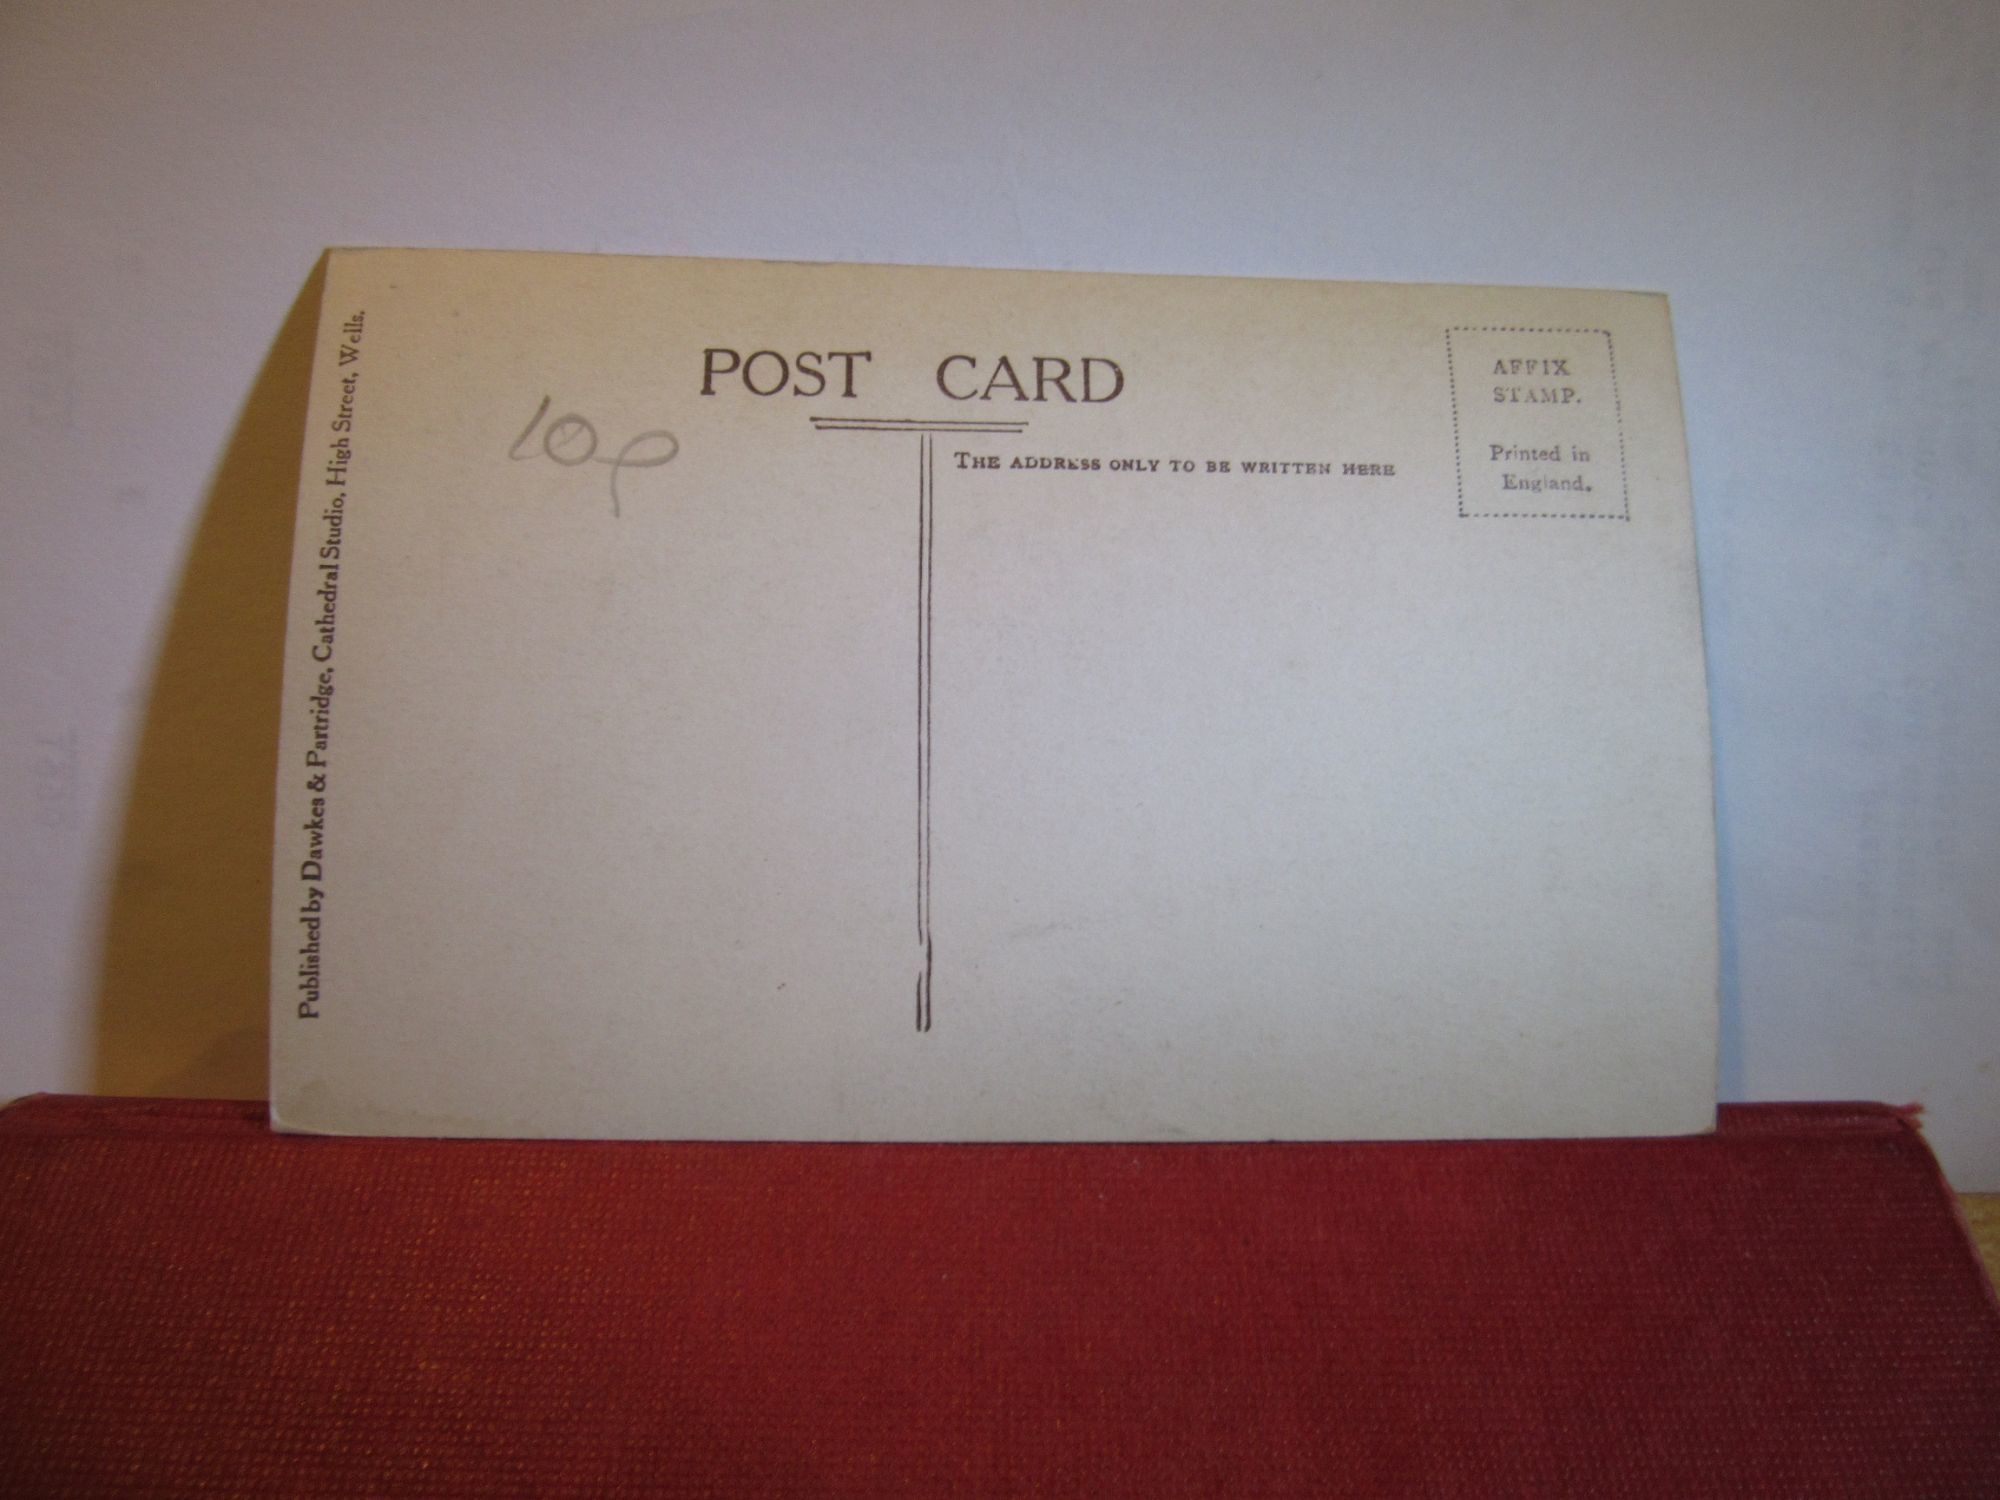 POST CARD
10p
THE ADDRESS ONLY TO BE WRITTEN HERE
AFFIX
STAMP.
Printed in
England.
Published by Dawkes & Partridge, Cathedral Studio, High Street, Wells.